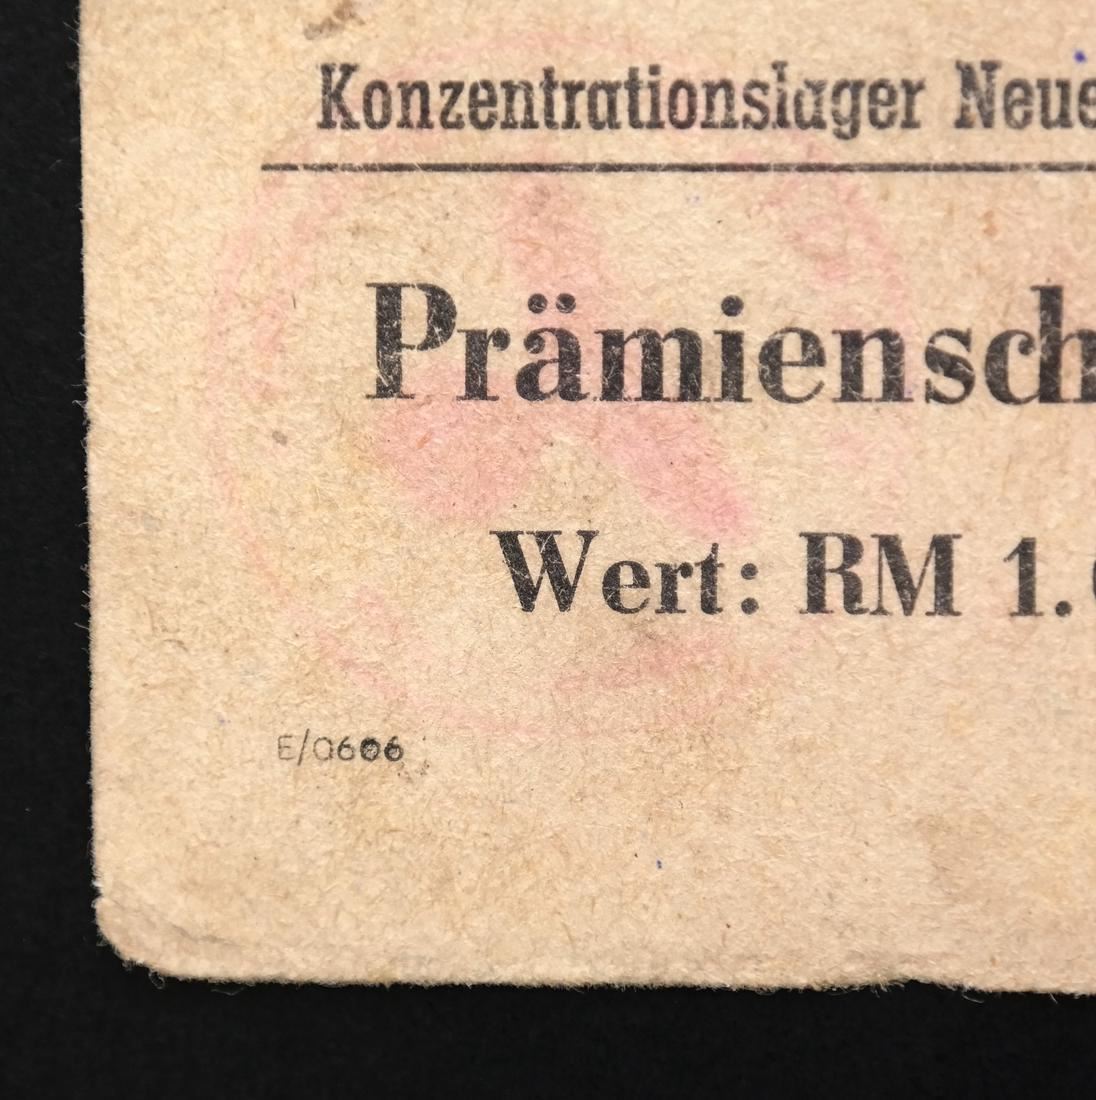 Konzentrationslager Neue
Prämiensch
Wert: RM 1.
E/0606